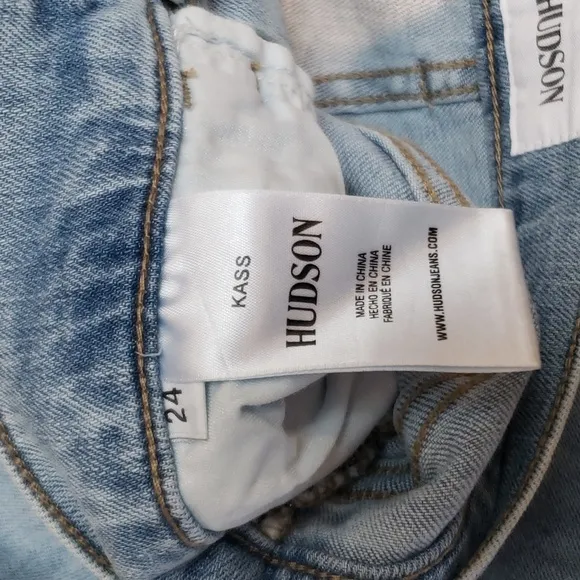 KASS
HUDSON
MADE IN CHINA
HECHO EN CHINA
FABRIQUÉ EN CHINE
WWW.HUDSONJEANS.COM
24
HUDSON